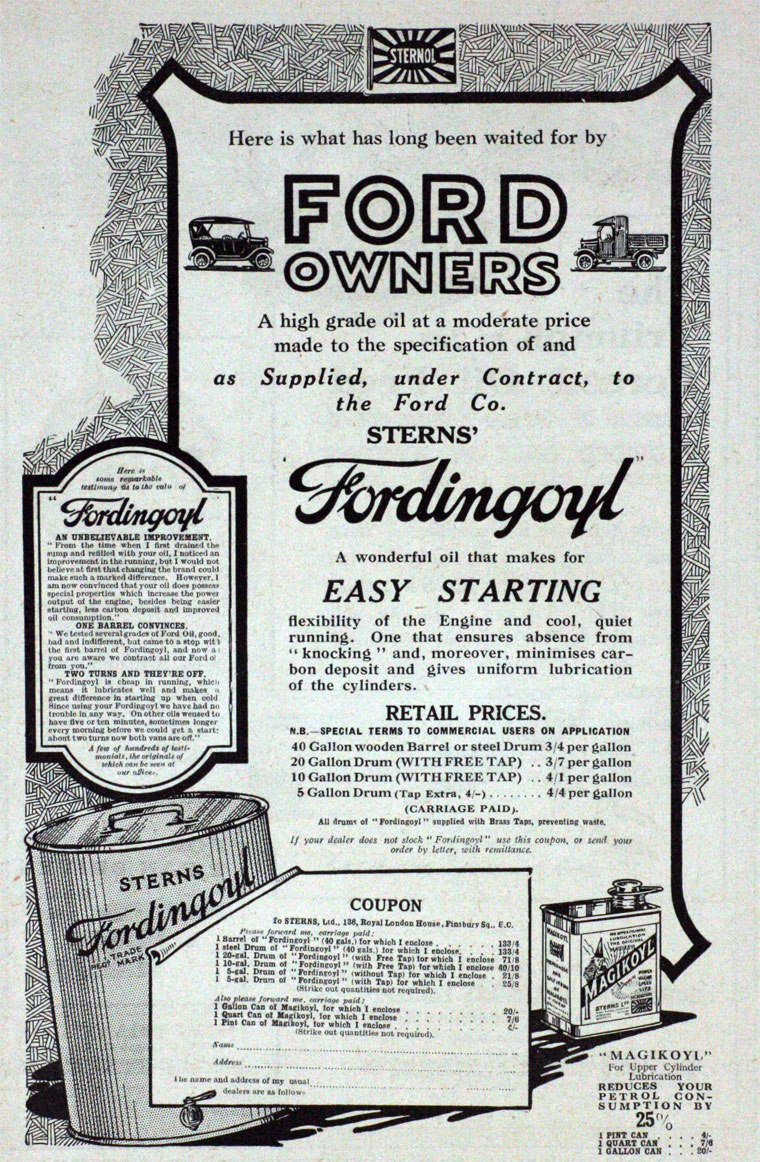 STERNOL
Here is what has long been waited for by
FORD
OWNERS
A high grade oil at a moderate price
made to the specification of and
as Supplied, under Contract, to
the Ford Co.
STERNS'
"Fordingoyl"
A wonderful oil that makes for
EASY STARTING
flexibility of the Engine and cool, quiet
running. One that ensures absence from
"knocking" and, moreover, minimises car-
bon deposit and gives uniform lubrication
of the cylinders.
RETAIL PRICES.
N.B.—SPECIAL TERMS TO COMMERCIAL USERS ON APPLICATION
40 Gallon wooden Barrel or steel Drum 3/4 per gallon
20 Gallon Drum (WITH FREE TAP) .. 3/7 per gallon
10 Gallon Drum (WITH FREE TAP) .. 4/1 per gallon
5 Gallon Drum (Tap Extra, 4/-) ........ 4/4 per gallon
(CARRIAGE PAID).
All drums of "Fordingoyl" supplied with Brass Taps, preventing waste.
If your dealer does not stock "Fordingoyl" use this coupon, or send your
order by letter, with remittance.
Here is
some remarkable
testimony as to the value of
"Fordingoyl
AN UNBELIEVABLE IMPROVEMENT.
"From the time when I first drained the
sump and refilled with your oil, I noticed an
improvement in the running, but I would not
believe at first that changing the brand could
make such a marked difference. However, I
am now convinced that your oil does possess
special properties which increase the power
output of the engine, besides being easier
starting, less carbon deposit and improved
oil consumption."
ONE BARREL CONVINCES.
"We tested several grades of Ford Oil, good,
bad and indifferent, but came to a stop with
the first barrel of Fordingoyl, and now as
you are aware we contract all our Ford oil
from you."
TWO TURNS AND THEY'RE OFF.
"Fordingoyl is cheap in running, which
means it lubricates well and makes a
great difference in starting up when cold
Since using your Fordingoyl we have had no
trouble in any way. On other oils we used to
have five or ten minutes, sometimes longer
every morning before we could get a start:
about two turns now both vans are off."
A few of hundreds of testi-
monials, the originals of
which can be seen at
our offices.
STERNS
Fordingoyl
TRADE
MARK
COUPON
To STERNS, Ltd., 136, Royal London House, Finsbury Sq., E.C.
Please forward me, carriage paid:
1 Barrel of "Fordingoyl" (40 gals.) for which I enclose . . . . . 133/4
1 steel Drum of "Fordingoyl" (40 gals.) for which I enclose . . . . 133/4
1 20-gal. Drum of "Fordingoyl" (with Free Tap) for which I enclose 71/8
1 10-gal. Drum of "Fordingoyl" (with Free Tap) for which I enclose 40/10
1 5-gal. Drum of "Fordingoyl" (without Tap) for which I enclose . 21/8
1 5-gal. Drum of "Fordingoyl" (with Tap) for which I enclose . . 25/8
(Strike out quantities not required).
Also please forward me, carriage paid:
1 Gallon Can of Magikoyl, for which I enclose . . . . . . . 20/-
1 Quart Can of Magikoyl, for which I enclose . . . . . . . 7/6
1 Pint Can of Magikoyl, for which I enclose . . . . . . . 4/-
(Strike out quantities not required).
Name
Address
The name and address of my usual
dealers are as follows
MAGIKOYL
STERNS LTD
"MAGIKOYL"
For Upper Cylinder
Lubrication
REDUCES YOUR
PETROL CON-
SUMPTION BY
25%
1 PINT CAN . . . . 4/-
1 QUART CAN . . . 7/6
1 GALLON CAN . . . 20/-